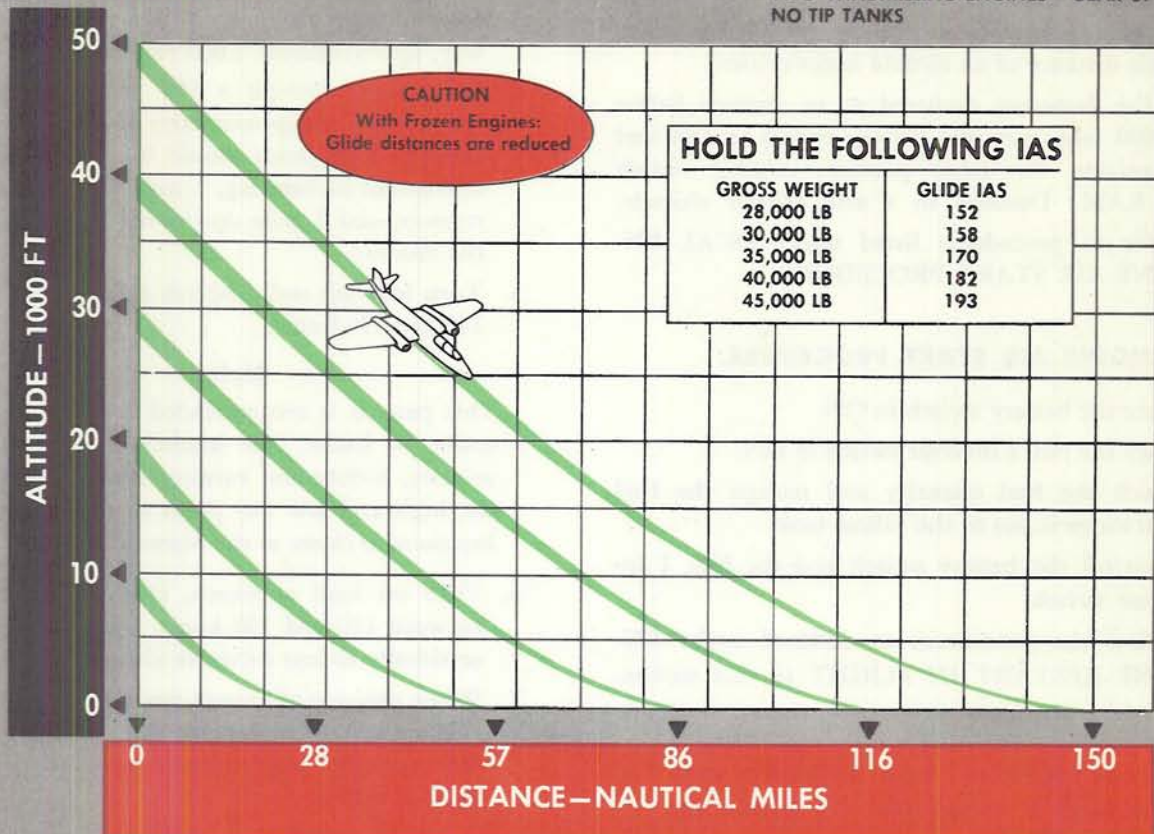 NO TIP TANKS
ALTITUDE—1000 FT
50
40
30
20
10
0
CAUTION
With Frozen Engines:
Glide distances are reduced
HOLD THE FOLLOWING IAS
GROSS WEIGHT GLIDE IAS
28,000 LB 152
30,000 LB 158
35,000 LB 170
40,000 LB 182
45,000 LB 193
0 28 57 86 116 150
DISTANCE—NAUTICAL MILES